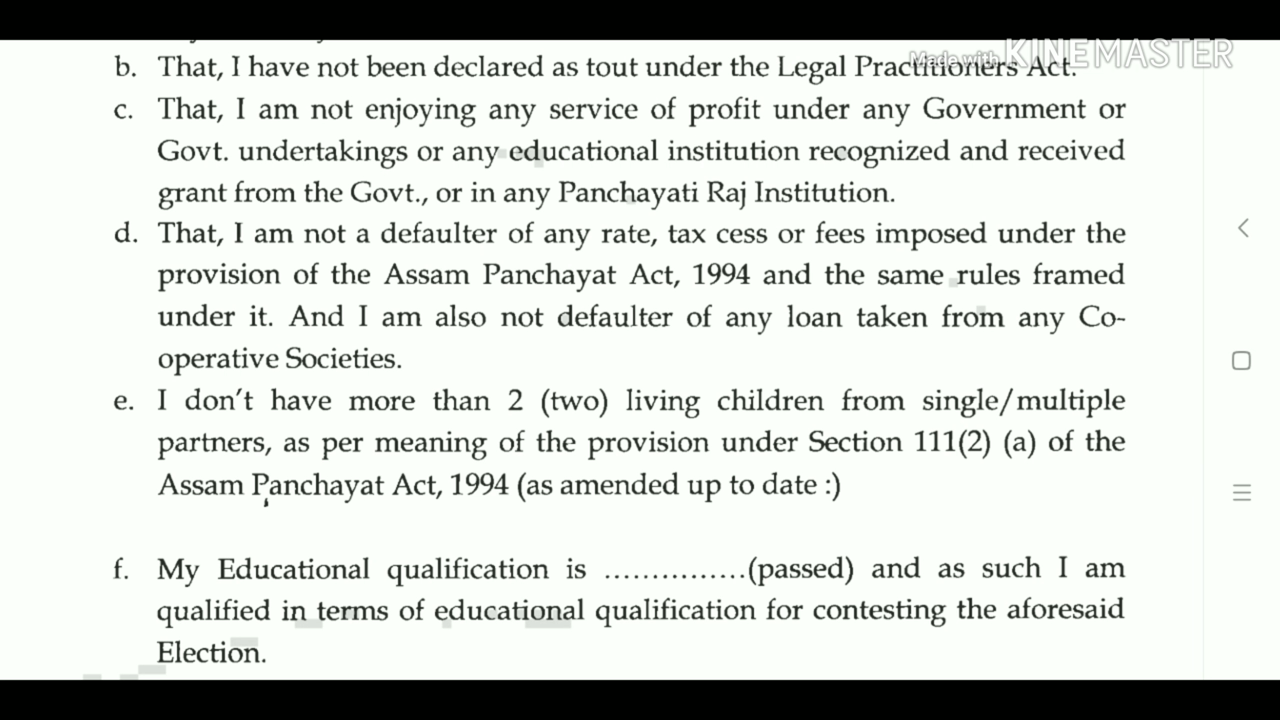 b. That, I have not been declared as tout under the Legal Practitioners Act.
Made with KINEMASTER
c. That, I am not enjoying any service of profit under any Government or
Govt. undertakings or any educational institution recognized and received
grant from the Govt., or in any Panchayati Raj Institution.
d. That, I am not a defaulter of any rate, tax cess or fees imposed under the
provision of the Assam Panchayat Act, 1994 and the same rules framed
under it. And I am also not defaulter of any loan taken from any Co-
operative Societies.
e. I don't have more than 2 (two) living children from single/multiple
partners, as per meaning of the provision under Section 111(2) (a) of the
Assam Panchayat Act, 1994 (as amended up to date :)
f. My Educational qualification is ...............(passed) and as such I am
qualified in terms of educational qualification for contesting the aforesaid
Election.